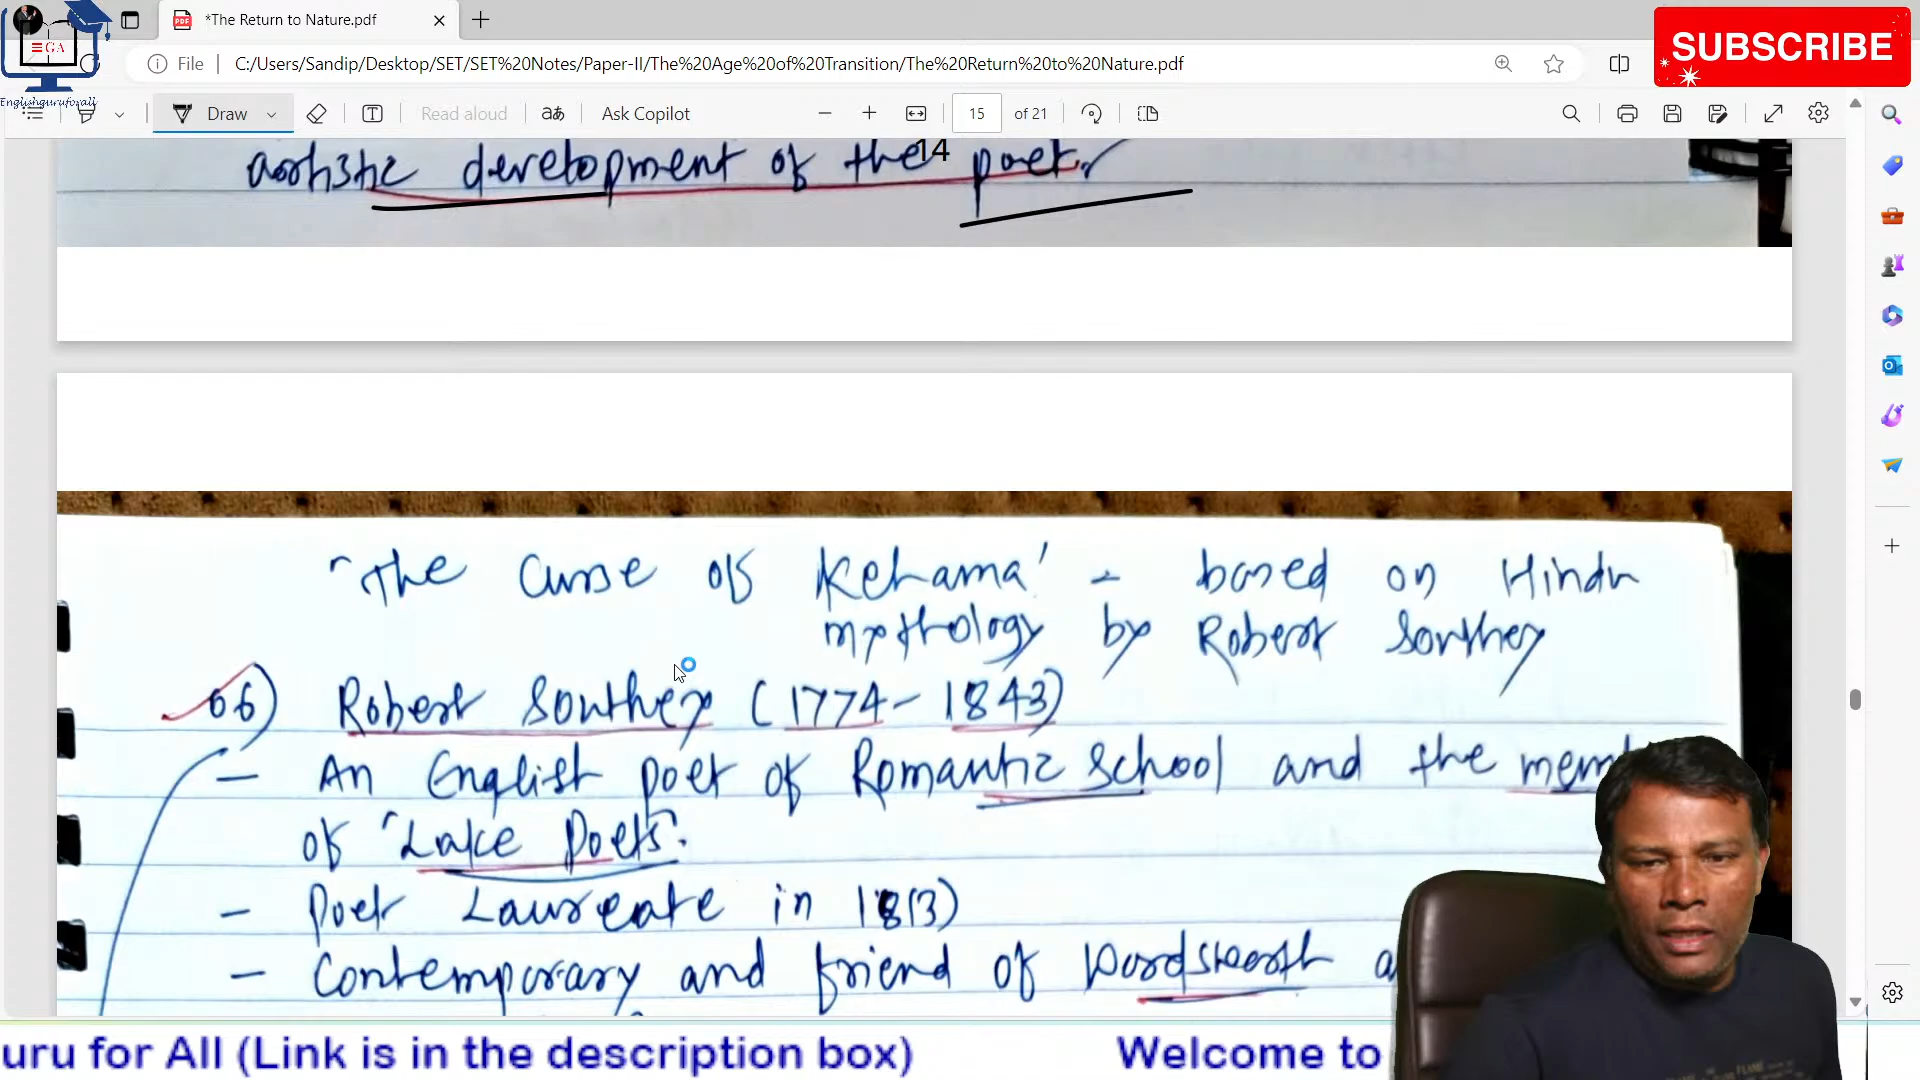 *The Return to Nature.pdf
SUBSCRIBE
GA
Englishguruforall
File
C:/Users/Sandip/Desktop/SET/SET%20Notes/Paper-II/The%20Age%20of%20Transition/The%20Return%20to%20Nature.pdf
Draw
Read aloud
Ask Copilot
15 of 21
14
artistic development of the poet.
"The Curse of Kehama' - based on Hindu
mythology by Robert Southey
06) Robert Southey (1774-1843)
- An English poet of Romantic School and the mem
of "Lake Poets".
- Poet Laureate in 1813)
- Contemporary and friend of Wordsworth a
uru for All (Link is in the description box) Welcome to